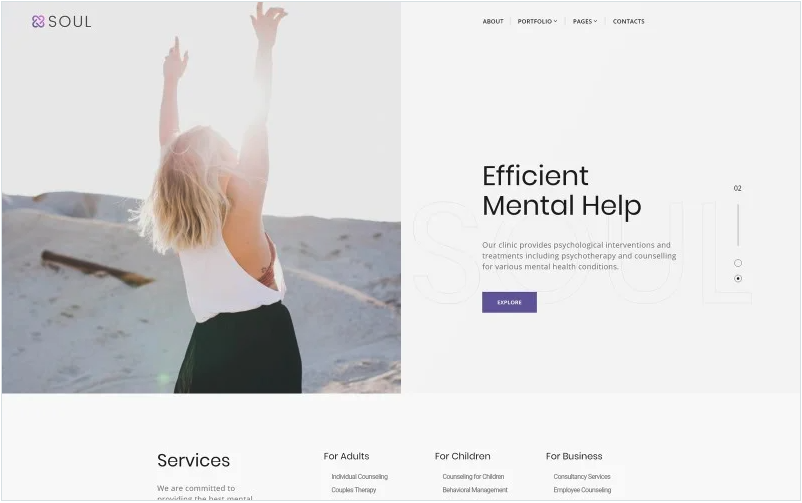 SOUL
ABOUT PORTFOLIO PAGES CONTACTS
Efficient
Mental Help
02
SOUL
Our clinic provides psychological interventions and
treatments including psychotherapy and counselling
for various mental health conditions.
EXPLORE
Services
We are committed to
providing the best mental
For Adults
Individual Counseling
Couples Therapy
For Children
Counseling for Children
Behavioral Management
For Business
Consultancy Services
Employee Counseling